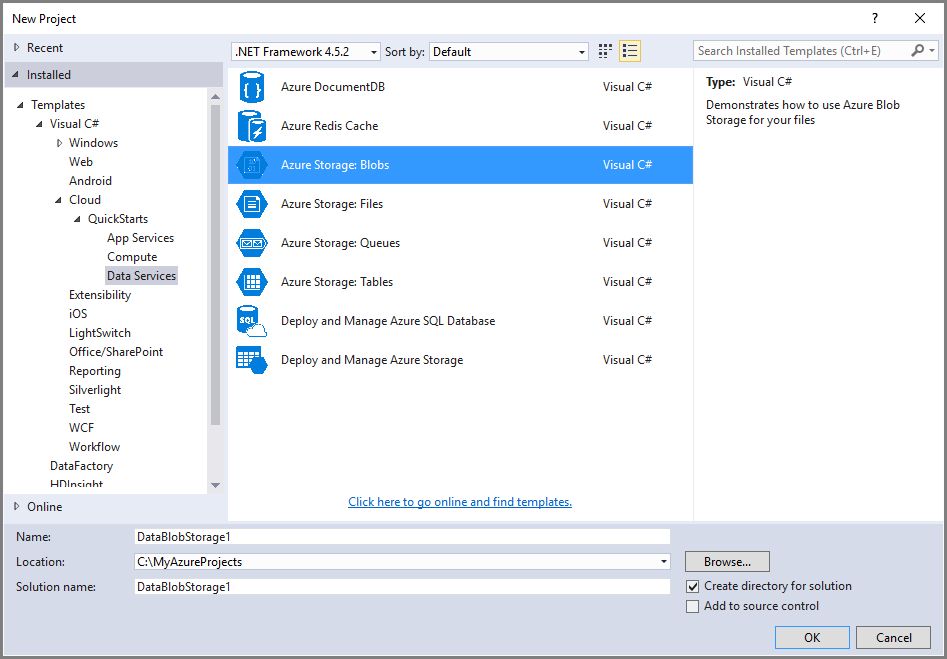 New Project
?
Recent
Installed
.NET Framework 4.5.2
Sort by:
Default
Search Installed Templates (Ctrl+E)
Templates
Visual C#
Windows
Web
Android
Cloud
QuickStarts
App Services
Compute
Data Services
Extensibility
iOS
LightSwitch
Office/SharePoint
Reporting
Silverlight
Test
WCF
Workflow
DataFactory
HDInsight
Online
Azure DocumentDB Visual C#
Azure Redis Cache Visual C#
Azure Storage: Blobs Visual C#
Azure Storage: Files Visual C#
Azure Storage: Queues Visual C#
Azure Storage: Tables Visual C#
SQL
Deploy and Manage Azure SQL Database Visual C#
Deploy and Manage Azure Storage Visual C#
Click here to go online and find templates.
Type: Visual C#
Demonstrates how to use Azure Blob
Storage for your files
Name: DataBlobStorage1
Location: C:\MyAzureProjects
Browse...
Solution name: DataBlobStorage1
Create directory for solution
Add to source control
OK
Cancel